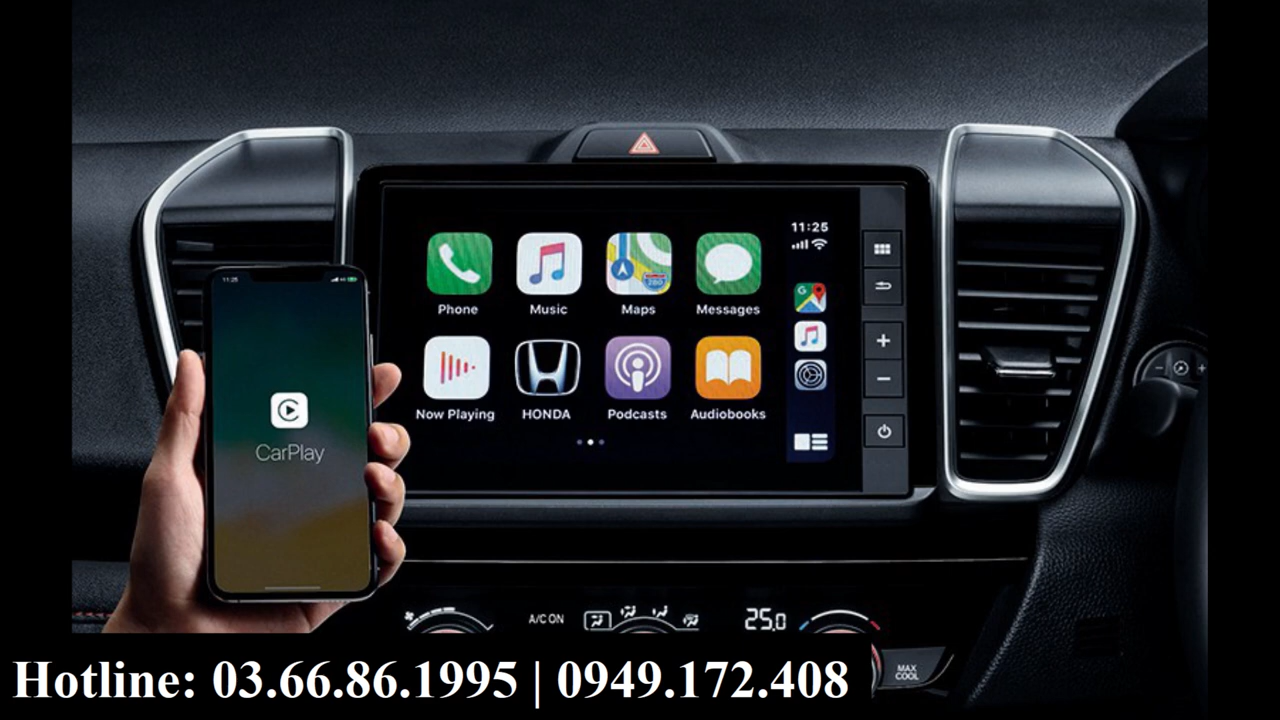 11:25
11:25
Phone
Music
Maps
Messages
G
280
Now Playing
HONDA
Podcasts
Audiobooks
CarPlay
A/C ON
25.0
MAX
COOL
Hotline: 03.66.86.1995 | 0949.172.408